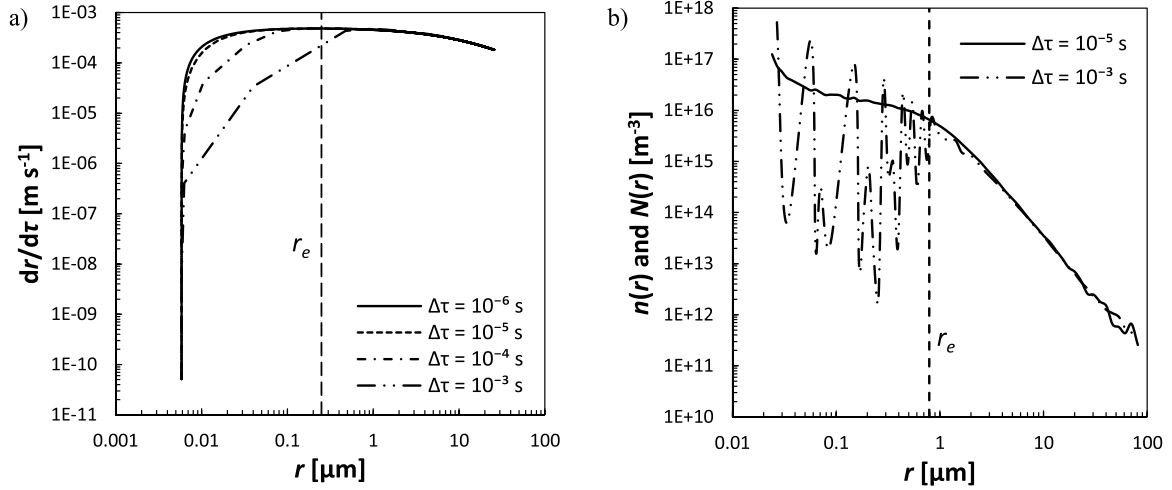 a)
1E-03
1E-04
1E-05
1E-06
1E-07
1E-08
1E-09
1E-10
1E-11
dr/dτ [m s⁻¹]
rₑ
Δτ = 10⁻⁶ s
Δτ = 10⁻⁵ s
Δτ = 10⁻⁴ s
Δτ = 10⁻³ s
0.001 0.01 0.1 1 10 100
r [µm]
b)
1E+18
1E+17
1E+16
1E+15
1E+14
1E+13
1E+12
1E+11
1E+10
n(r) and N(r) [m⁻³]
Δτ = 10⁻⁵ s
Δτ = 10⁻³ s
rₑ
0.01 0.1 1 10 100
r [µm]